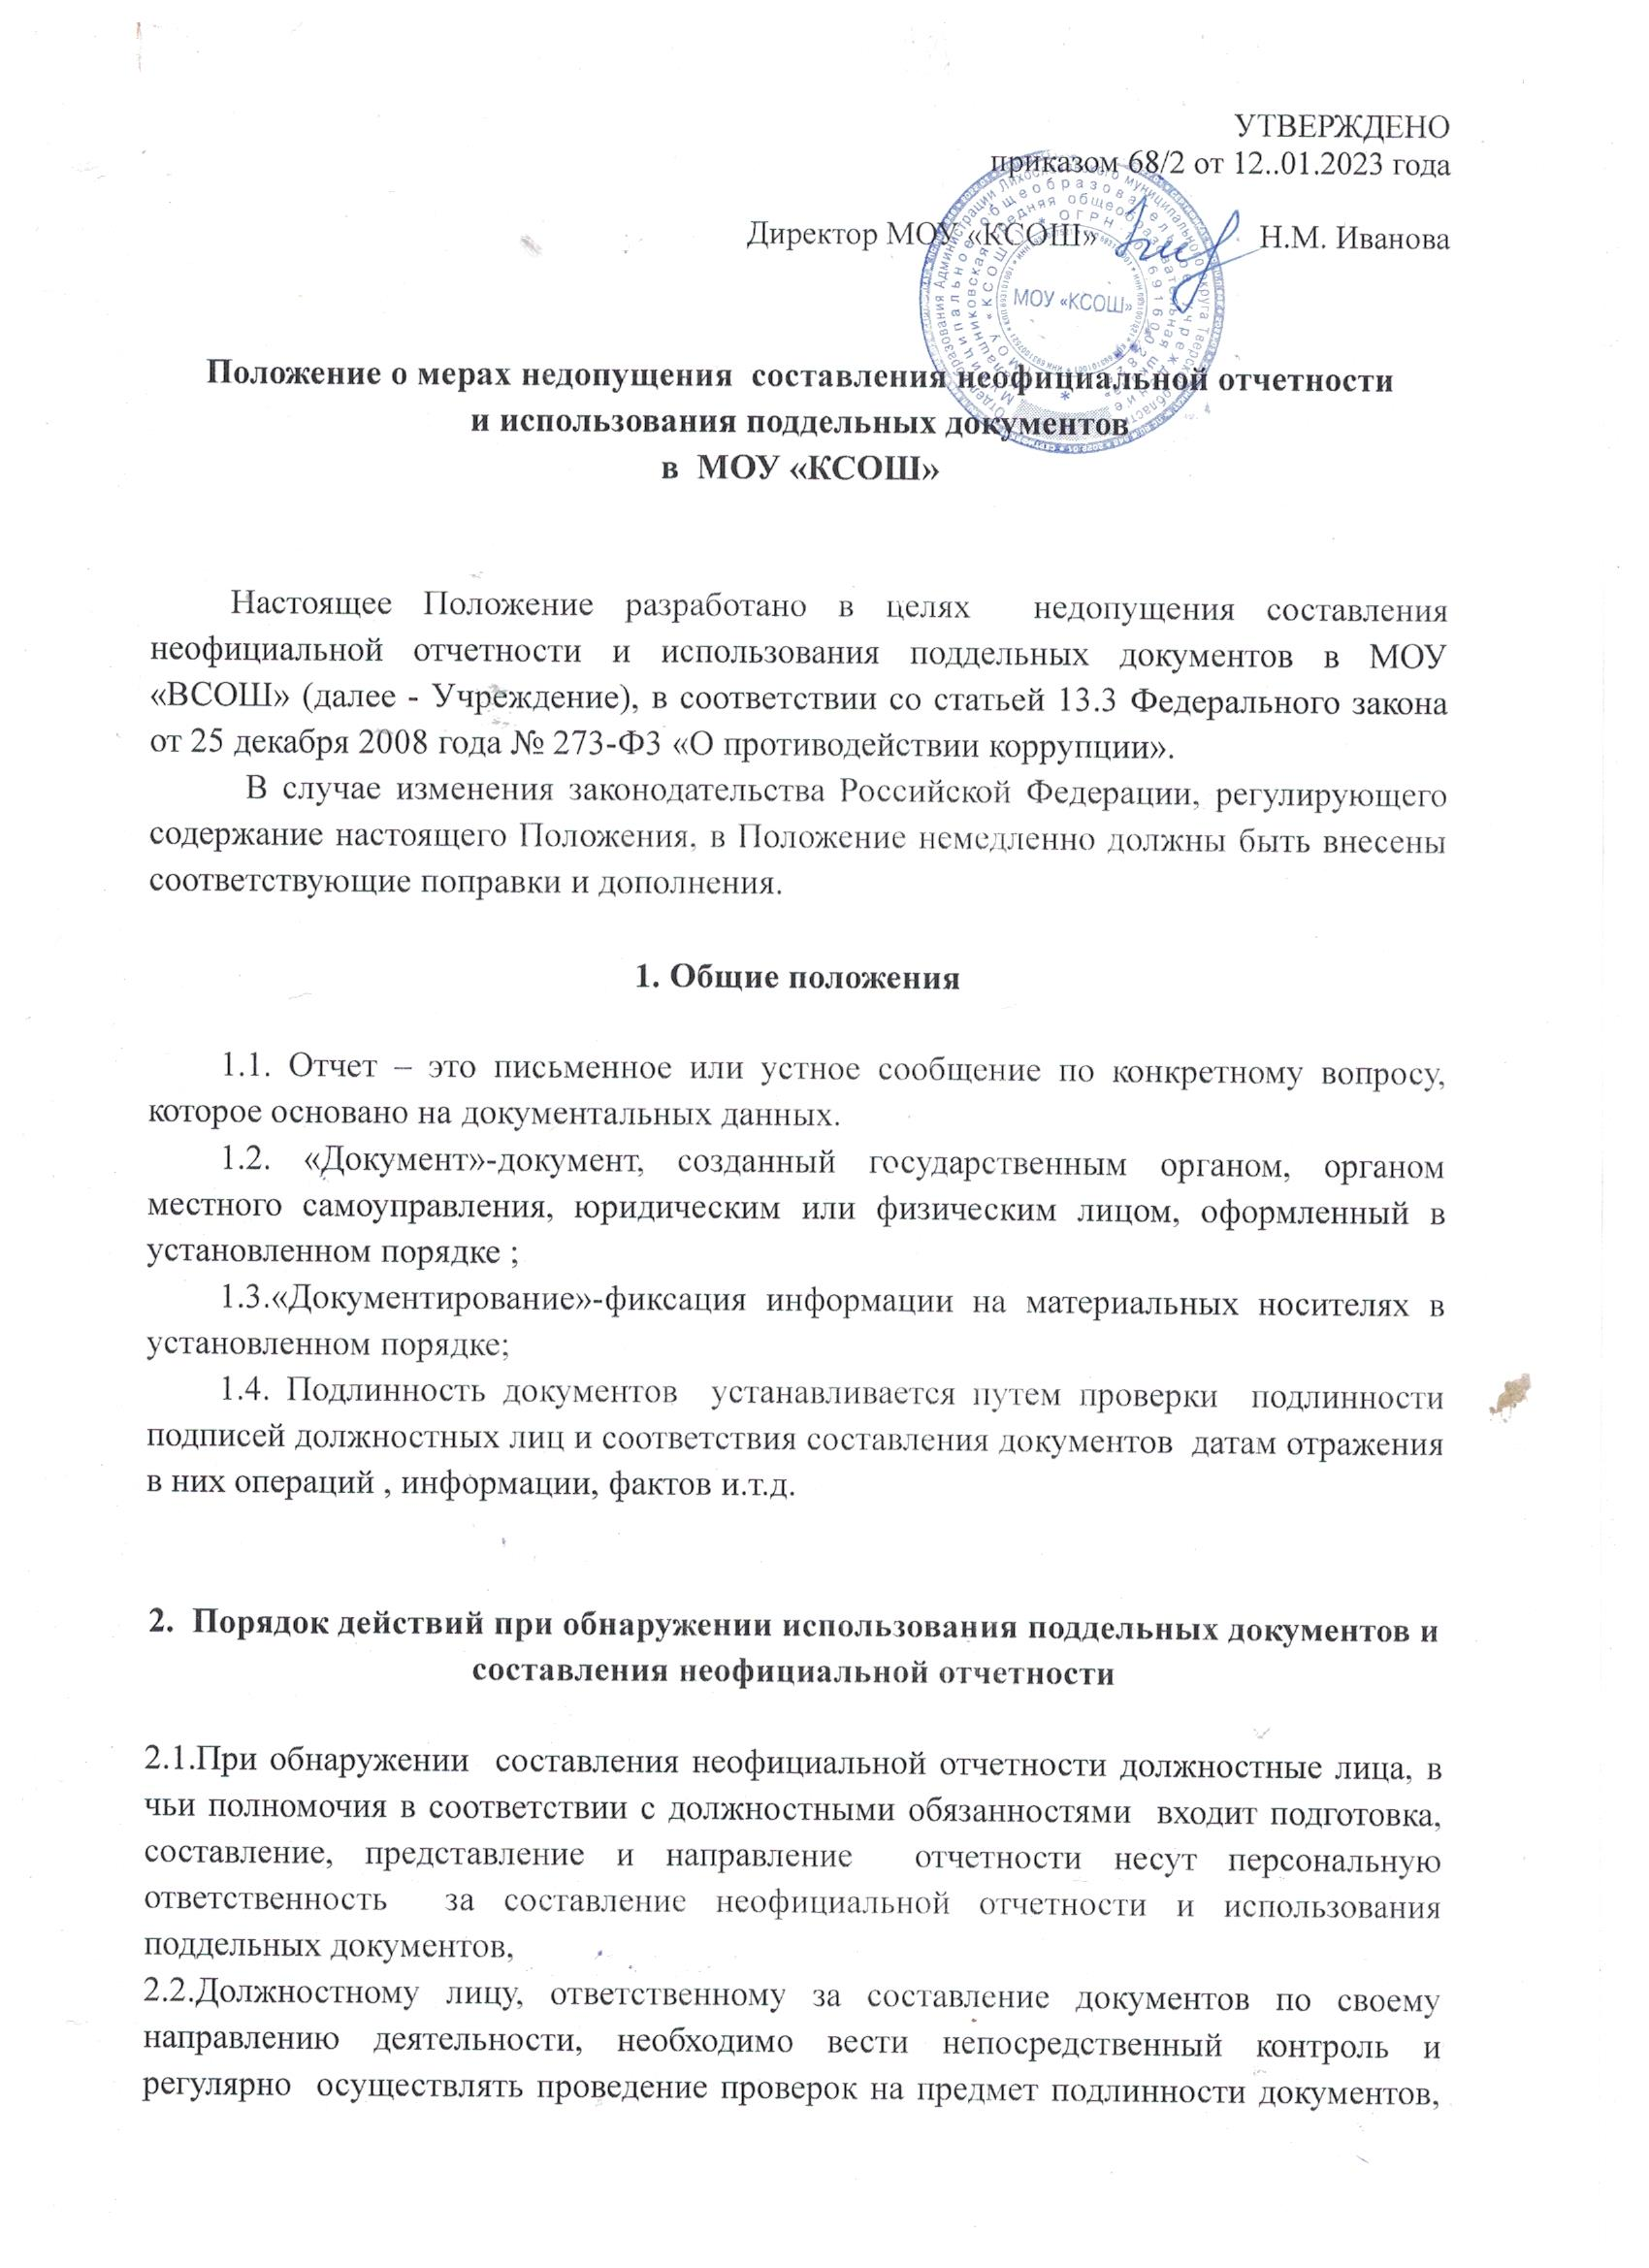 УТВЕРЖДЕНО
приказом 68/2 от 12..01.2023 года
Директор МОУ «КСОШ» Н.М. Иванова
МОУ «КСОШ»
Положение о мерах недопущения составления неофициальной отчетности
и использования поддельных документов
в МОУ «КСОШ»
Настоящее Положение разработано в целях недопущения составления
неофициальной отчетности и использования поддельных документов в МОУ
«ВСОШ» (далее - Учреждение), в соответствии со статьей 13.3 Федерального закона
от 25 декабря 2008 года № 273-ФЗ «О противодействии коррупции».
В случае изменения законодательства Российской Федерации, регулирующего
содержание настоящего Положения, в Положение немедленно должны быть внесены
соответствующие поправки и дополнения.
1. Общие положения
1.1. Отчет – это письменное или устное сообщение по конкретному вопросу,
которое основано на документальных данных.
1.2. «Документ»-документ, созданный государственным органом, органом
местного самоуправления, юридическим или физическим лицом, оформленный в
установленном порядке ;
1.3.«Документирование»-фиксация информации на материальных носителях в
установленном порядке;
1.4. Подлинность документов устанавливается путем проверки подлинности
подписей должностных лиц и соответствия составления документов датам отражения
в них операций , информации, фактов и.т.д.
2. Порядок действий при обнаружении использования поддельных документов и
составления неофициальной отчетности
2.1.При обнаружении составления неофициальной отчетности должностные лица, в
чьи полномочия в соответствии с должностными обязанностями входит подготовка,
составление, представление и направление отчетности несут персональную
ответственность за составление неофициальной отчетности и использования
поддельных документов,
2.2.Должностному лицу, ответственному за составление документов по своему
направлению деятельности, необходимо вести непосредственный контроль и
регулярно осуществлять проведение проверок на предмет подлинности документов,